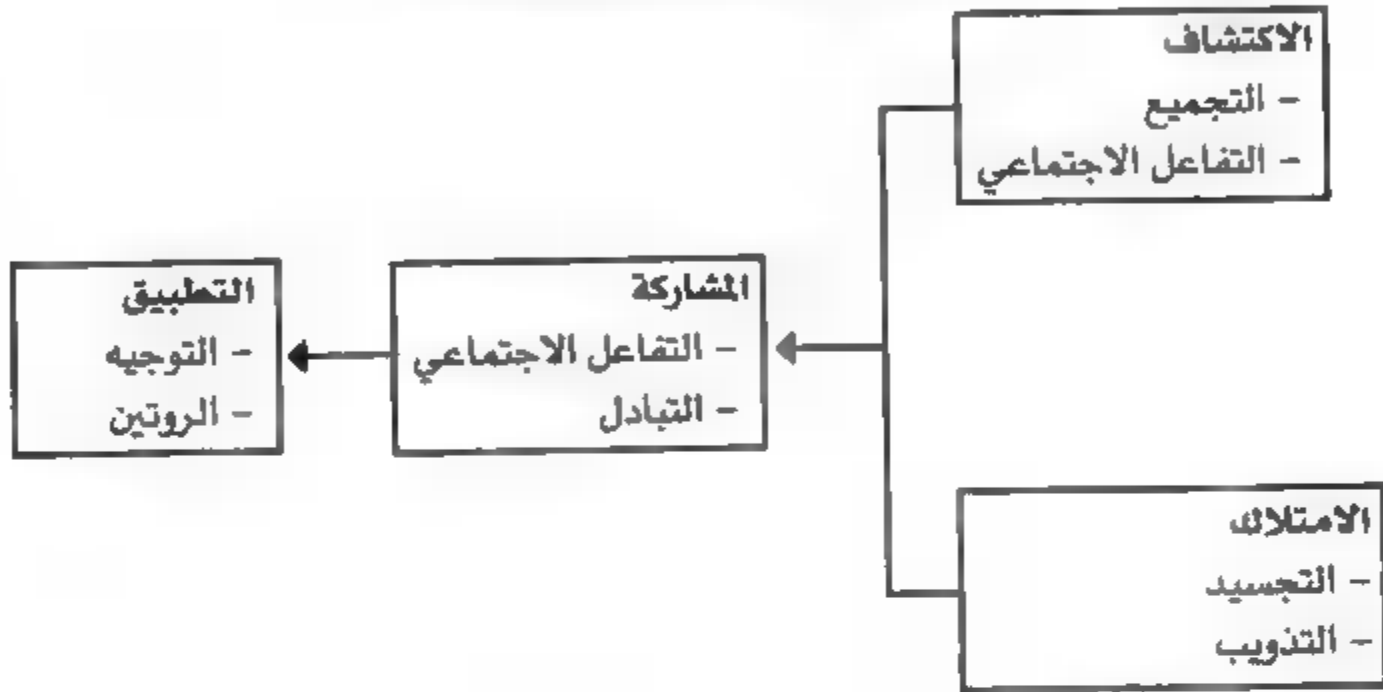 الاكتشاف
- التجميع
- التفاعل الاجتماعي
المشاركة
- التفاعل الاجتماعي
- التبادل
التطبيق
- التوجيه
- الروتين
الامتلاك
- التجسيد
- التذويب